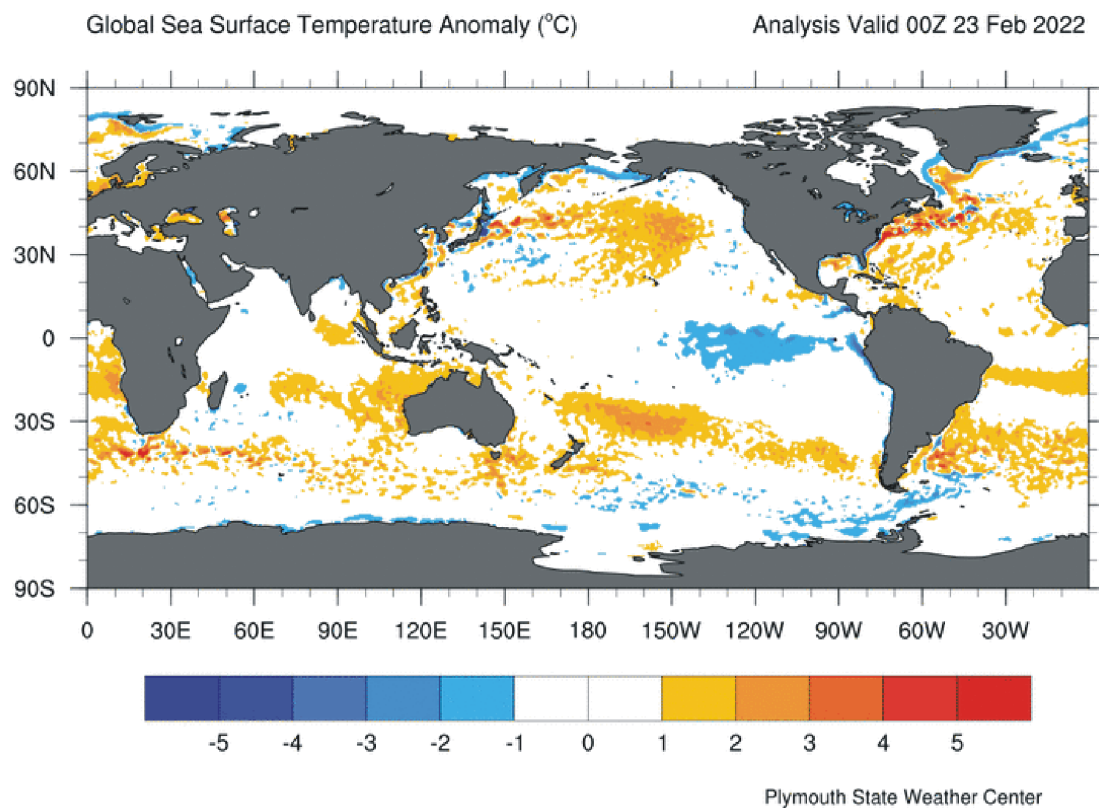 Global Sea Surface Temperature Anomaly (°C) Analysis Valid 00Z 23 Feb 2022
90N
60N
30N
0
30S
60S
90S
0 30E 60E 90E 120E 150E 180 150W 120W 90W 60W 30W
-5 -4 -3 -2 -1 0 1 2 3 4 5
Plymouth State Weather Center